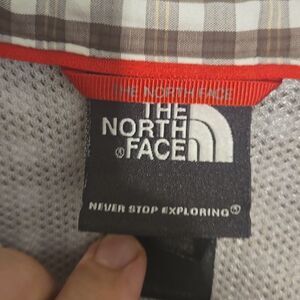 THE NORTH FACE
THE
NORTH
FACE
®
NEVER STOP EXPLORING®